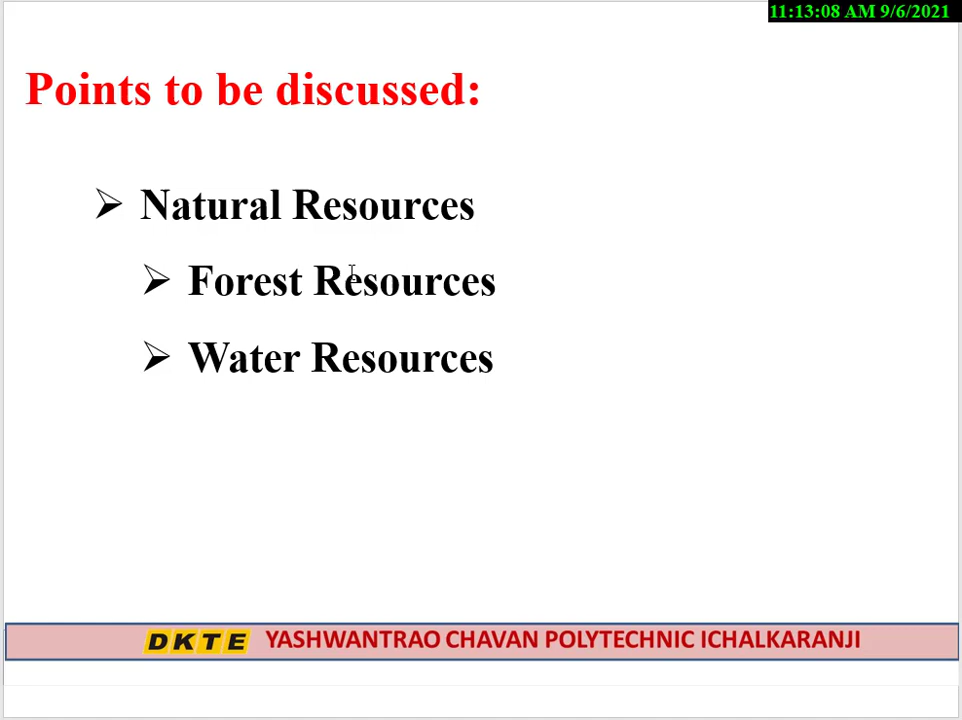 11:13:08 AM 9/6/2021
Points to be discussed:
➢ Natural Resources
➢ Forest Resources
➢ Water Resources
DKTE YASHWANTRAO CHAVAN POLYTECHNIC ICHALKARANJI